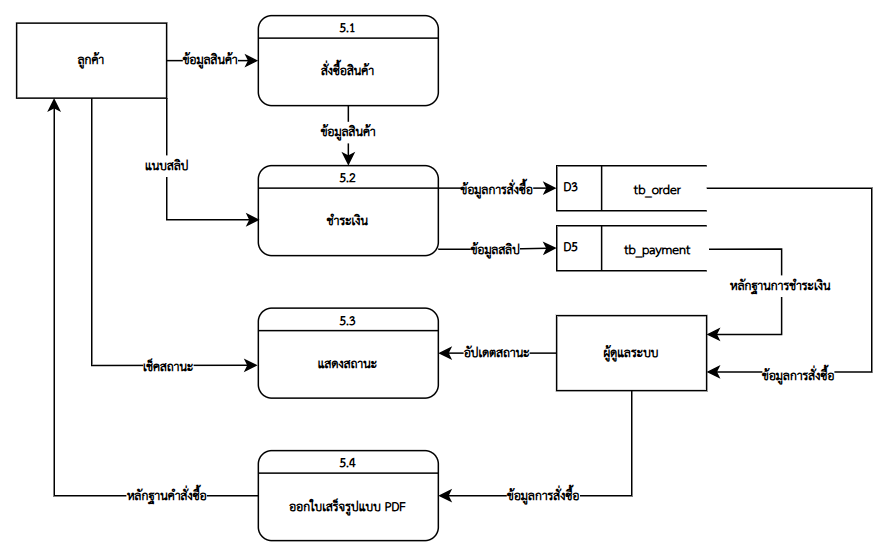 5.1
ลูกค้า
ข้อมูลสินค้า
สั่งซื้อสินค้า
ข้อมูลสินค้า
แนบสลิป
5.2
ข้อมูลการสั่งซื้อ
D3
tb_order
ชำระเงิน
ข้อมูลสลิป
D5
tb_payment
หลักฐานการชำระเงิน
5.3
เช็คสถานะ
แสดงสถานะ
อัปเดตสถานะ
ผู้ดูแลระบบ
ข้อมูลการสั่งซื้อ
5.4
หลักฐานคำสั่งซื้อ
ออกใบเสร็จรูปแบบ PDF
ข้อมูลการสั่งซื้อ